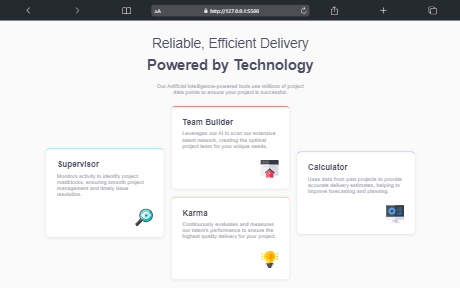 AA
http://127.0.0.1:5500
Reliable, Efficient Delivery
Powered by Technology
Our Artificial Intelligence-powered tools use millions of project
data points to ensure your project is successful.
Team Builder
Leverages our AI to scan our extensive
talent network, creating the optimal
project team for your unique needs.
Supervisor
Monitors activity to identify project
roadblocks, ensuring smooth project
management and timely issue
resolution.
Calculator
Uses data from past projects to provide
accurate delivery estimates, helping to
improve forecasting and planning.
Karma
Continuously evaluates and measures
our talent's performance to ensure the
highest quality delivery for your project.